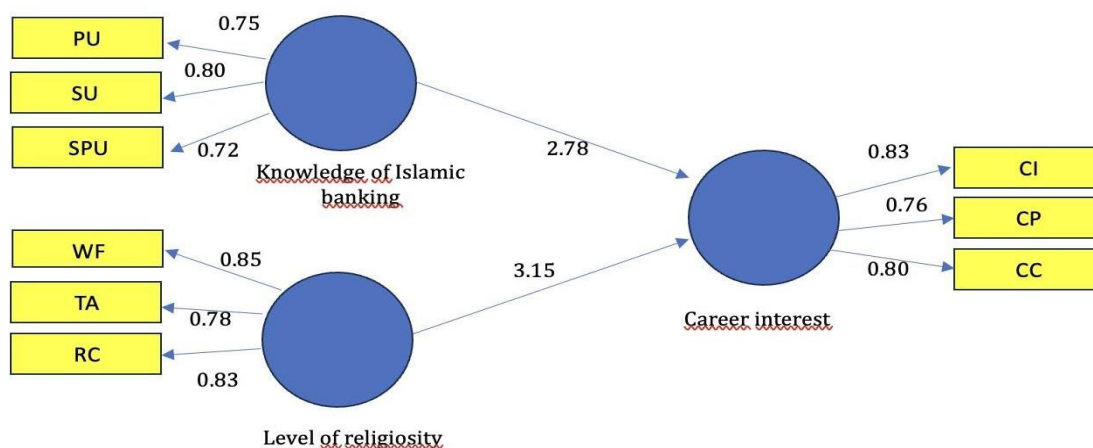 PU
0.75
SU
0.80
SPU
0.72
Knowledge of Islamic
banking
2.78
WF
0.85
TA
0.78
RC
0.83
Level of religiosity
3.15
Career interest
0.83
CI
0.76
CP
0.80
CC